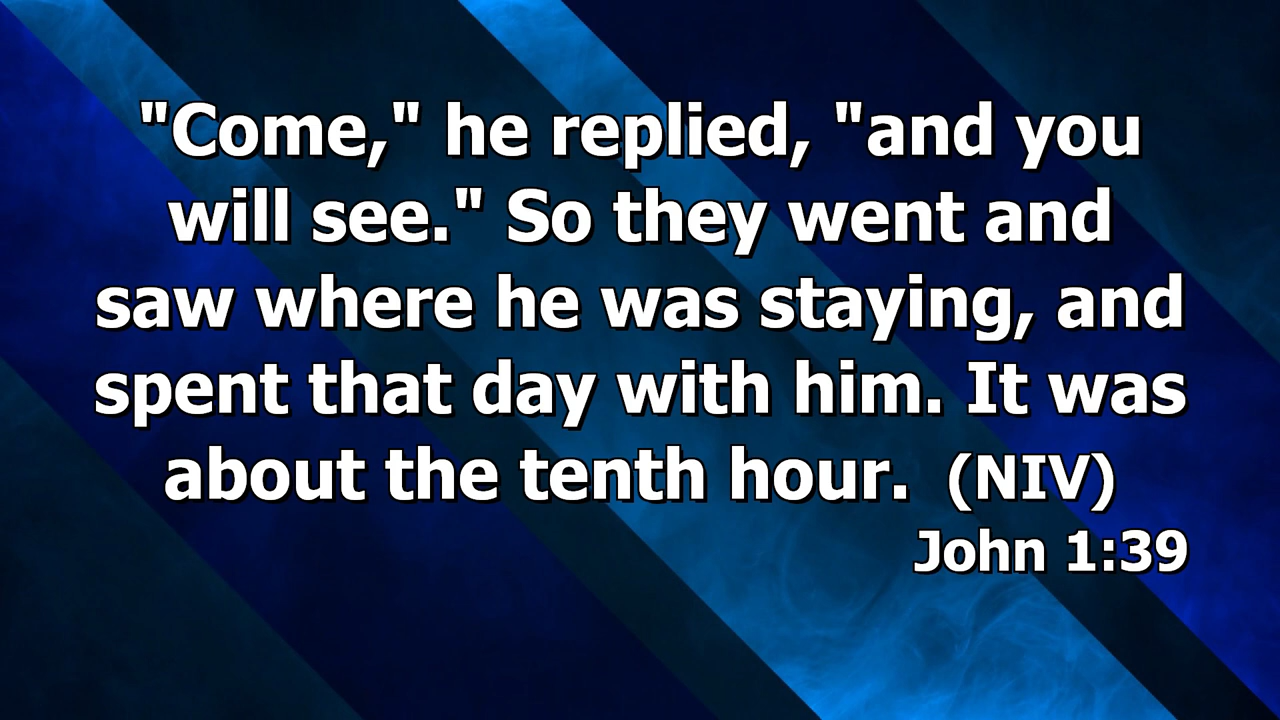 "Come," he replied, "and you
will see." So they went and
saw where he was staying, and
spent that day with him. It was
about the tenth hour. (NIV)
John 1:39